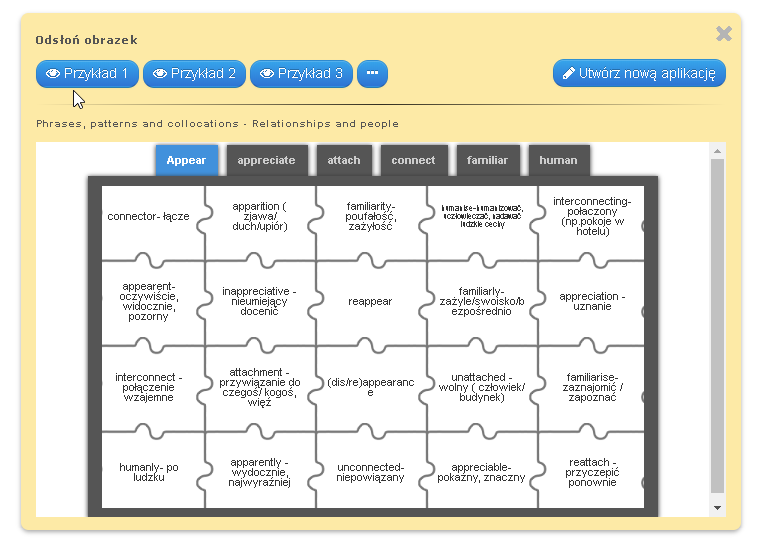 Odsłoń obrazek
Przykład 1 Przykład 2 Przykład 3 ... Utwórz nową aplikację
Phrases, patterns and collocations - Relationships and people
Appear appreciate attach connect familiar human
connector- łącze
apparition (
zjawa/
duch/upiór)
familiarity-
poufałość,
zażyłość
humanise-humanizować,
uczłowieczać, nadawać
ludzkie cechy
interconnecting-
połaczony
(np.pokoje w
hotelu)
appearent-
oczywiście,
widocznie,
pozorny
inappreciative -
nieumiejący
docenić
reappear
familiarly-
zażyle/swoisko/b
ezpośrednio
appreciation -
uznanie
interconnect -
połączenie
wzajemne
attachment -
przywiązanie do
czegoś/ kogoś,
więź
(dis/re)appearanc
e
unattached -
wolny ( człowiek/
budynek)
familiarise-
zaznajomić /
zapoznać
humanly- po
ludzku
apparently -
wydocznie,
najwyraźniej
unconnected-
niepowiązany
appreciable-
pokaźny, znaczny
reattach -
przyczepić
ponownie